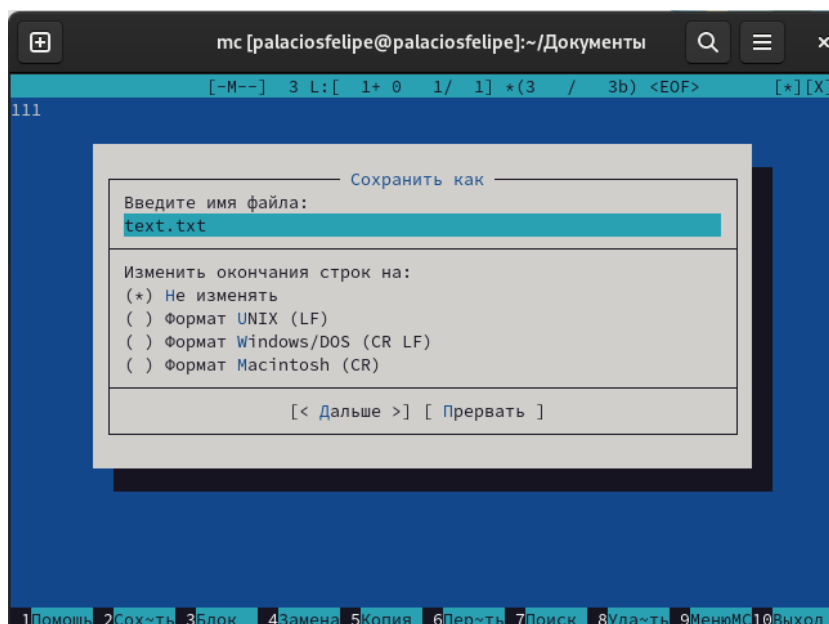 mc [palaciosfelipe@palaciosfelipe]:~/Документы
[-M--] 3 L:[ 1+ 0 1/ 1] *(3 / 3b) <EOF> [*][X]
111
Сохранить как
Введите имя файла:
text.txt
Изменить окончания строк на:
(*) Не изменять
( ) Формат UNIX (LF)
( ) Формат Windows/DOS (CR LF)
( ) Формат Macintosh (CR)
[< Дальше >] [ Прервать ]
1Помощь 2Сох~ть 3Блок 4Замена 5Копия 6Пер~ть 7Поиск 8Уда~ть 9МенюМС 10Выход